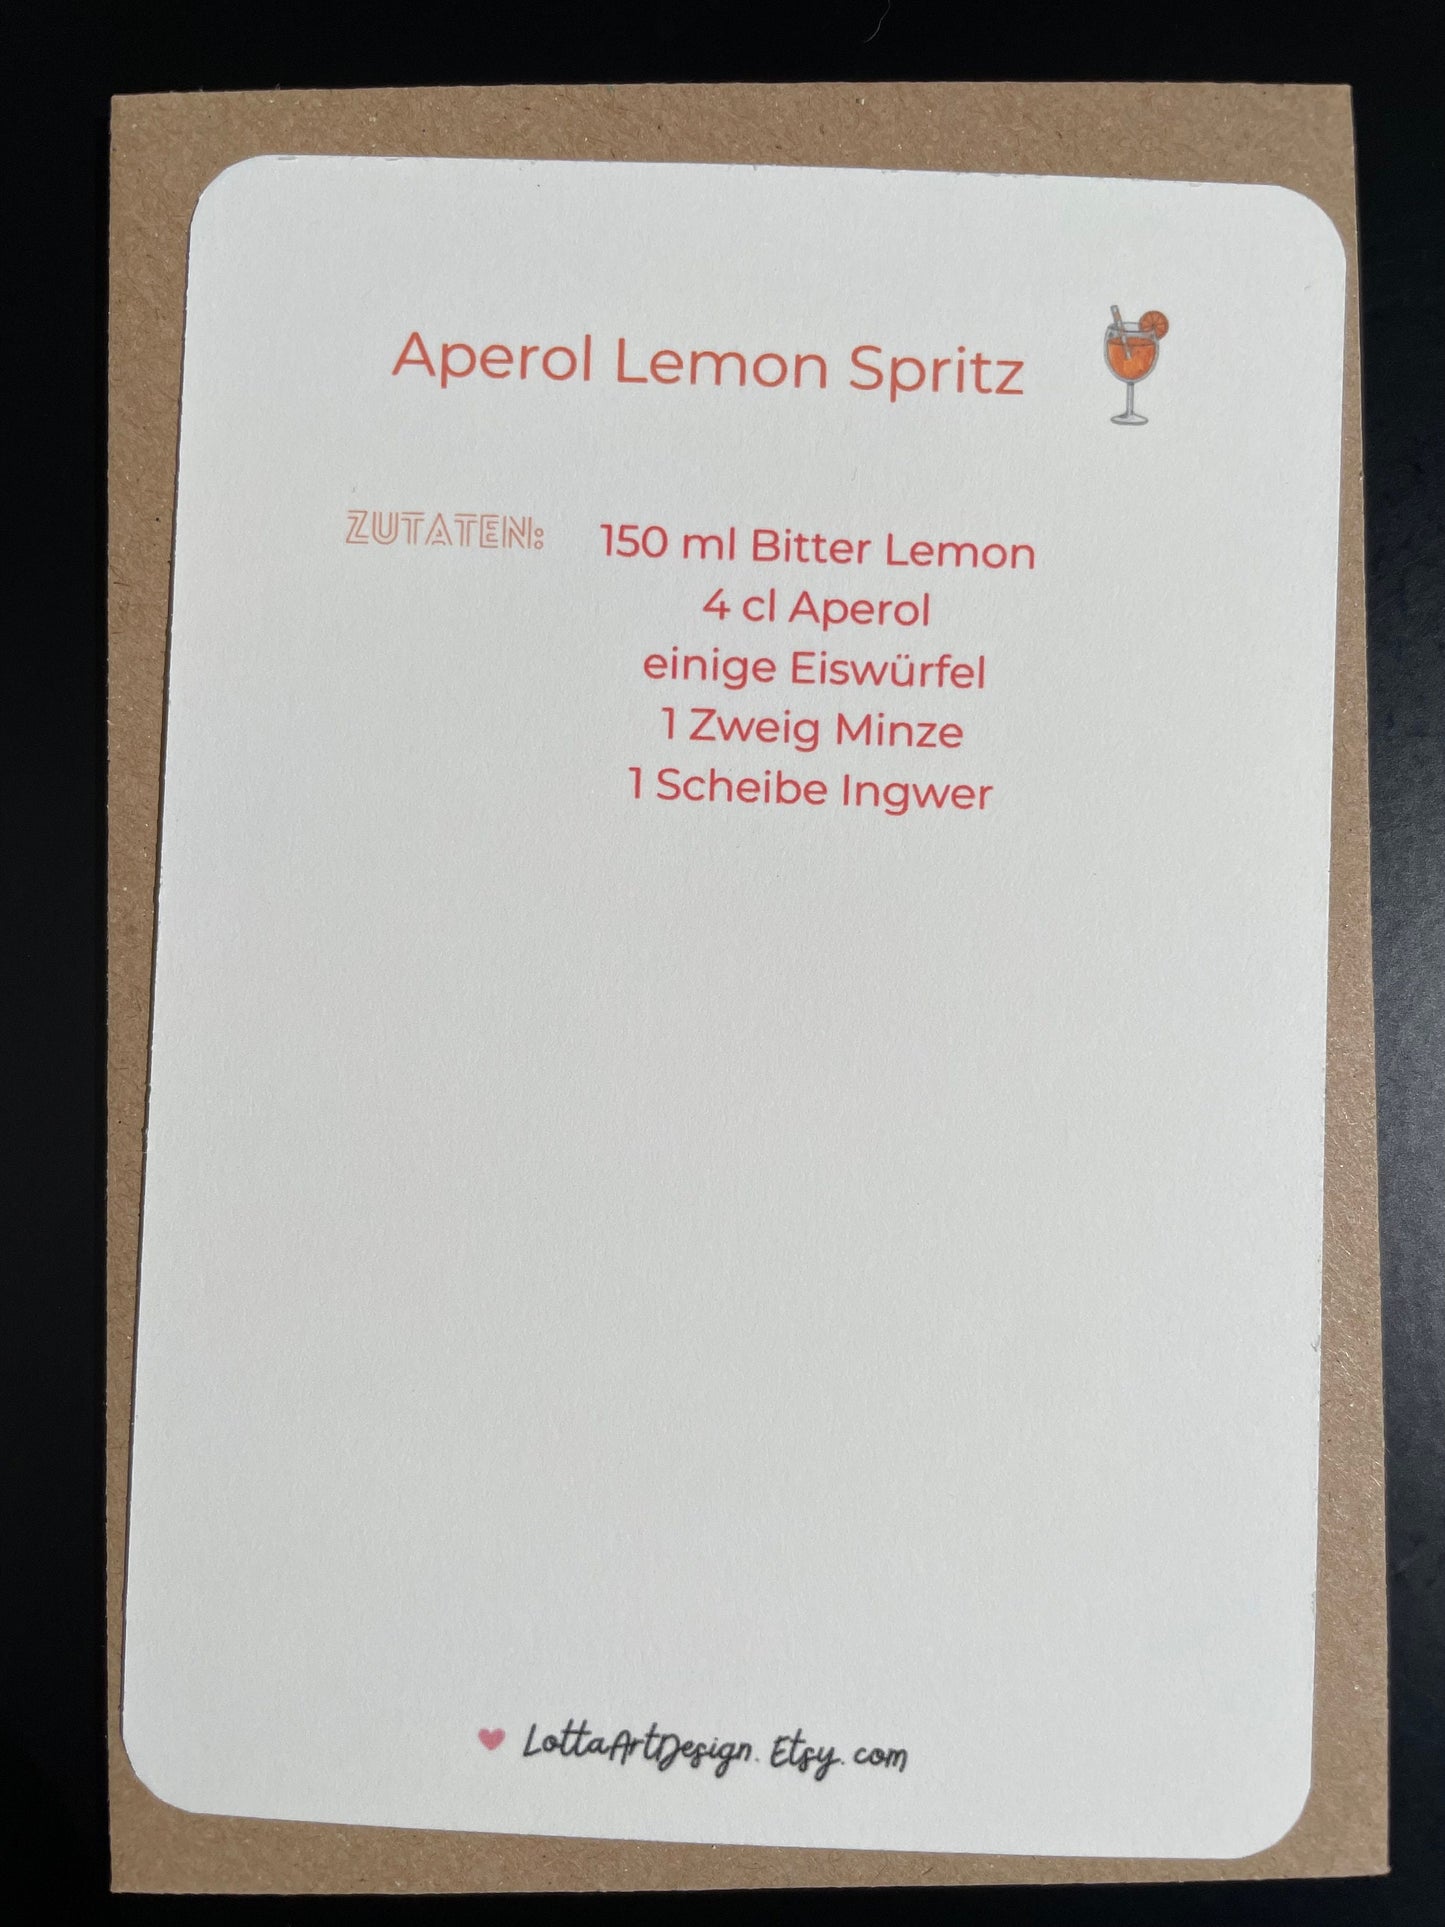 Aperol Lemon Spritz
ZUTATEN: 150 ml Bitter Lemon
4 cl Aperol
einige Eiswürfel
1 Zweig Minze
1 Scheibe Ingwer
LottaArtDesign.Etsy.com